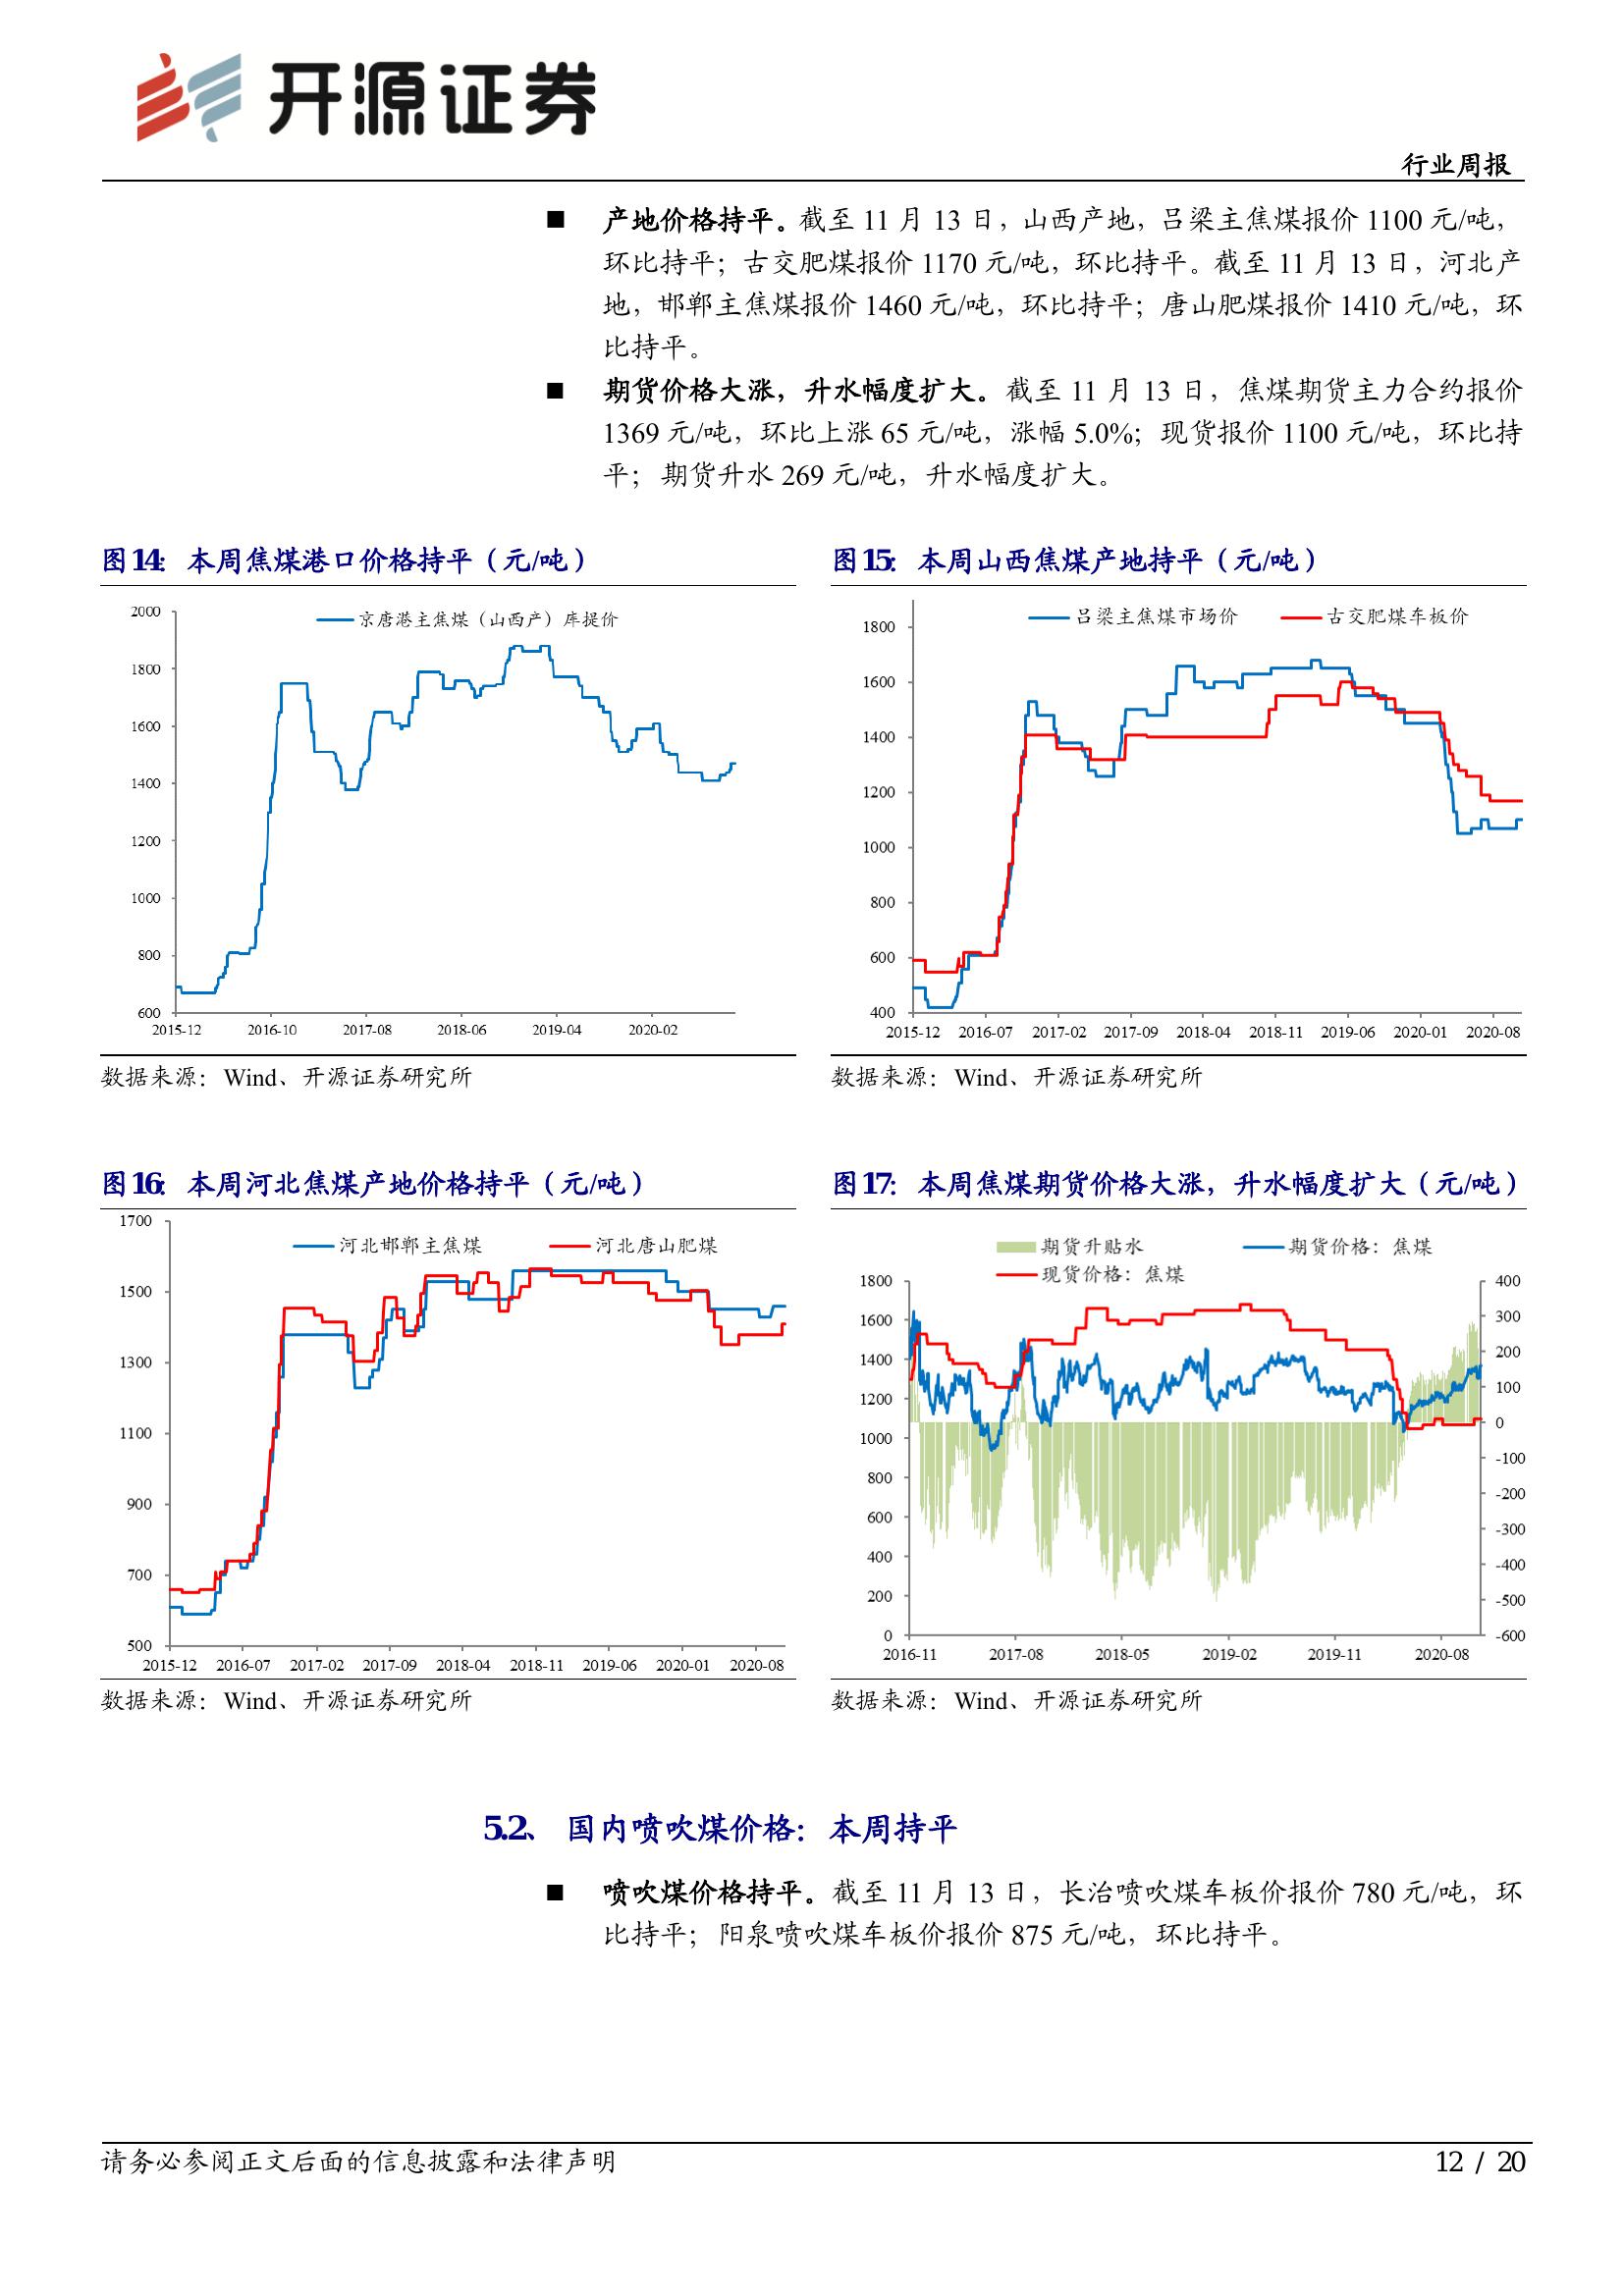 开源证券
行业周报
■ 产地价格持平。截至 11 月 13 日，山西产地，吕梁主焦煤报价 1100 元/吨，
环比持平；古交肥煤报价 1170 元/吨，环比持平。截至 11 月 13 日，河北产
地，邯郸主焦煤报价 1460 元/吨，环比持平；唐山肥煤报价 1410 元/吨，环
比持平。
■ 期货价格大涨，升水幅度扩大。截至 11 月 13 日，焦煤期货主力合约报价
1369 元/吨，环比上涨 65 元/吨，涨幅 5.0%；现货报价 1100 元/吨，环比持
平；期货升水 269 元/吨，升水幅度扩大。
图14：本周焦煤港口价格持平（元/吨）
京唐港主焦煤（山西产）库提价
2000
1800
1600
1400
1200
1000
800
600
2015-12 2016-10 2017-08 2018-06 2019-04 2020-02
数据来源：Wind、开源证券研究所
图15：本周山西焦煤产地持平（元/吨）
吕梁主焦煤市场价 古交肥煤车板价
1800
1600
1400
1200
1000
800
600
400
2015-12 2016-07 2017-02 2017-09 2018-04 2018-11 2019-06 2020-01 2020-08
数据来源：Wind、开源证券研究所
图16：本周河北焦煤产地价格持平（元/吨）
河北邯郸主焦煤 河北唐山肥煤
1700
1500
1300
1100
900
700
500
2015-12 2016-07 2017-02 2017-09 2018-04 2018-11 2019-06 2020-01 2020-08
数据来源：Wind、开源证券研究所
图17：本周焦煤期货价格大涨，升水幅度扩大（元/吨）
期货升贴水 期货价格：焦煤
现货价格：焦煤
1800 400
1600 300
1400 200
1200 100
1000 0
800 -100
600 -200
400 -300
200 -400
0 -500
-600
2016-11 2017-08 2018-05 2019-02 2019-11 2020-08
数据来源：Wind、开源证券研究所
5.2、 国内喷吹煤价格：本周持平
■ 喷吹煤价格持平。截至 11 月 13 日，长治喷吹煤车板价报价 780 元/吨，环
比持平；阳泉喷吹煤车板价报价 875 元/吨，环比持平。
请务必参阅正文后面的信息披露和法律声明
12 / 20